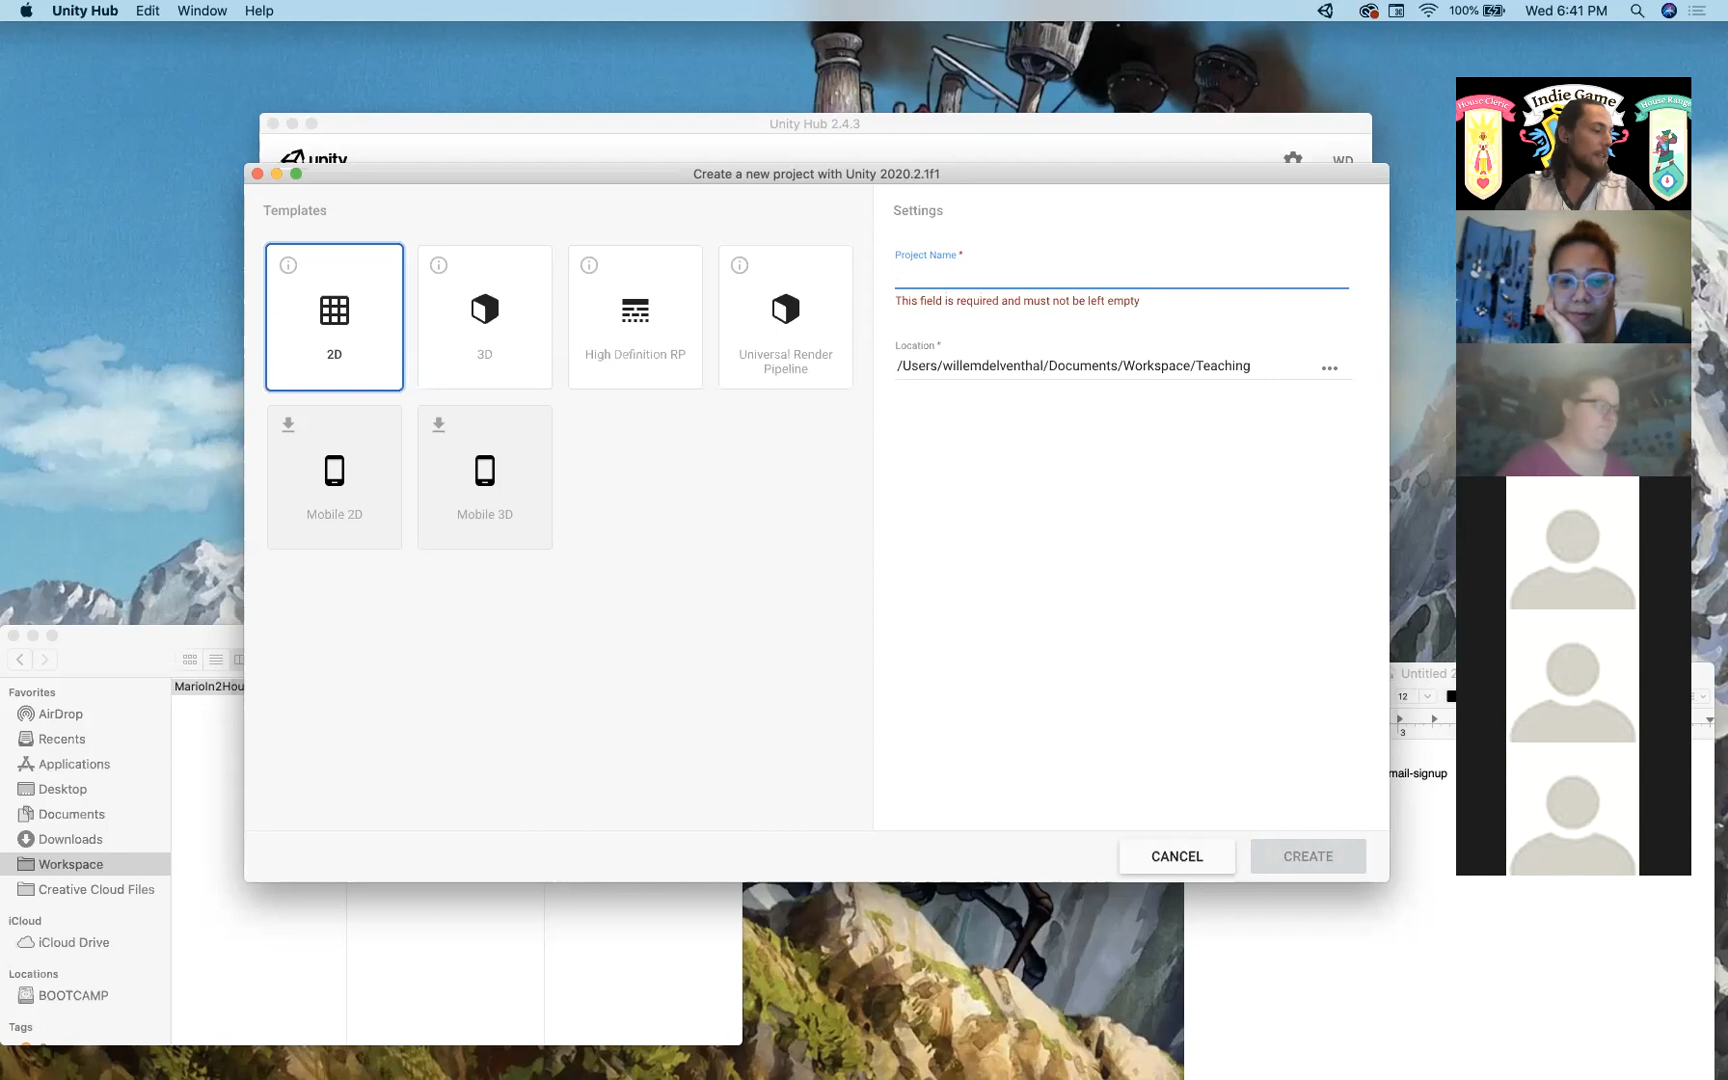 Unity Hub Edit Window Help
100% Wed 6:41 PM
Unity Hub 2.4.3
unity
WD
Create a new project with Unity 2020.2.1f1
Templates
2D
3D
High Definition RP
Universal Render
Pipeline
Mobile 2D
Mobile 3D
Settings
Project Name *
This field is required and must not be left empty
Location *
/Users/willemdelventhal/Documents/Workspace/Teaching
CANCEL
CREATE
Favorites
AirDrop
Recents
Applications
Desktop
Documents
Downloads
Workspace
Creative Cloud Files
iCloud
iCloud Drive
Locations
BOOTCAMP
Tags
MarioIn2Hou
Untitled 2
12
3
mail-signup
House Cleric
Indie Game
House Rang